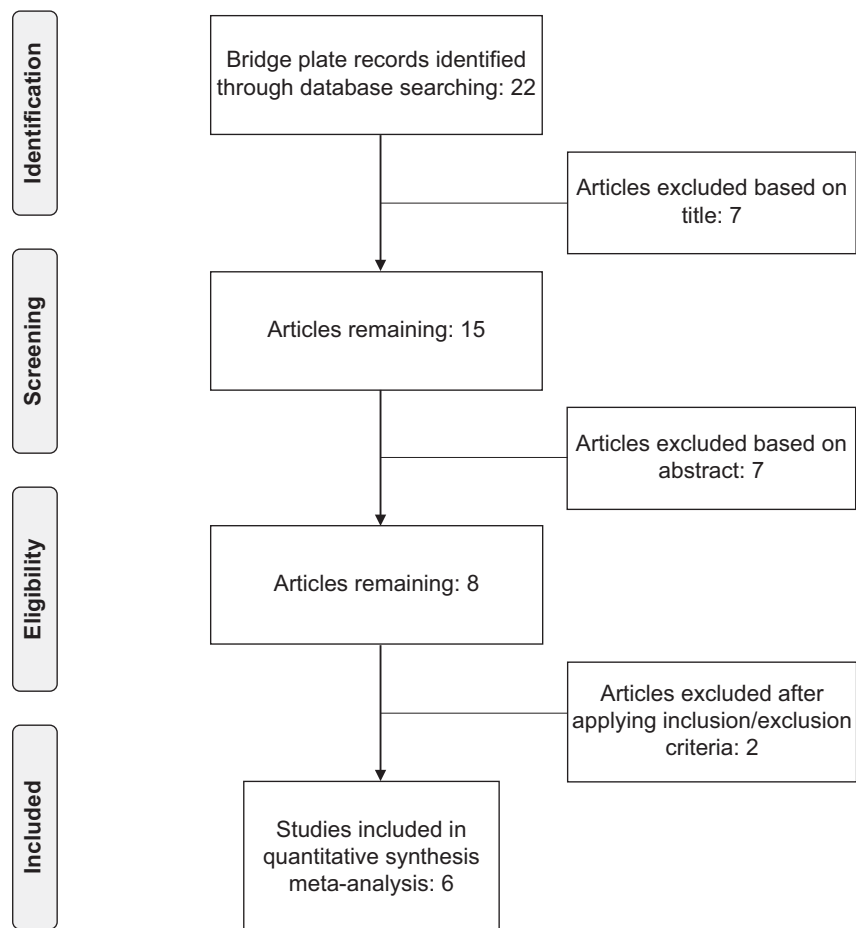 Identification
Bridge plate records identified
through database searching: 22
Articles excluded based on
title: 7
Screening
Articles remaining: 15
Articles excluded based on
abstract: 7
Eligibility
Articles remaining: 8
Articles excluded after
applying inclusion/exclusion
criteria: 2
Included
Studies included in
quantitative synthesis
meta-analysis: 6